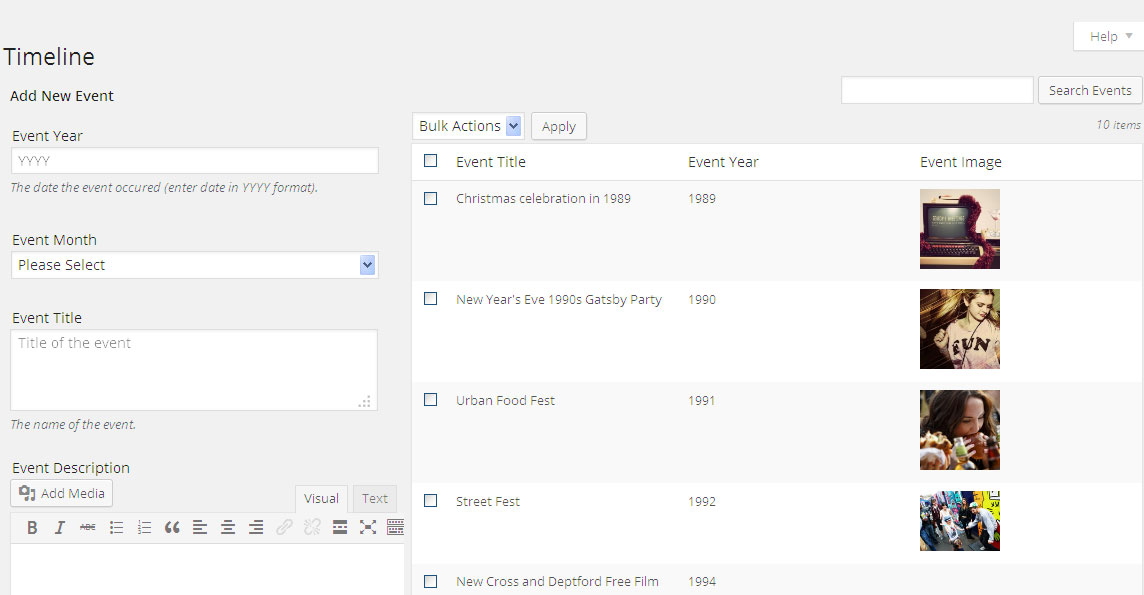 Help
Timeline
Add New Event
Search Events
Event Year
YYYY
The date the event occured (enter date in YYYY format).
Event Month
Please Select
Event Title
Title of the event
The name of the event.
Event Description
Add Media
Visual
Text
B
I
ABC
Bulk Actions
Apply
10 items
Event Title Event Year Event Image
Christmas celebration in 1989 1989
New Year's Eve 1990s Gatsby Party 1990
FUN
Urban Food Fest 1991
Street Fest 1992
New Cross and Deptford Free Film 1994